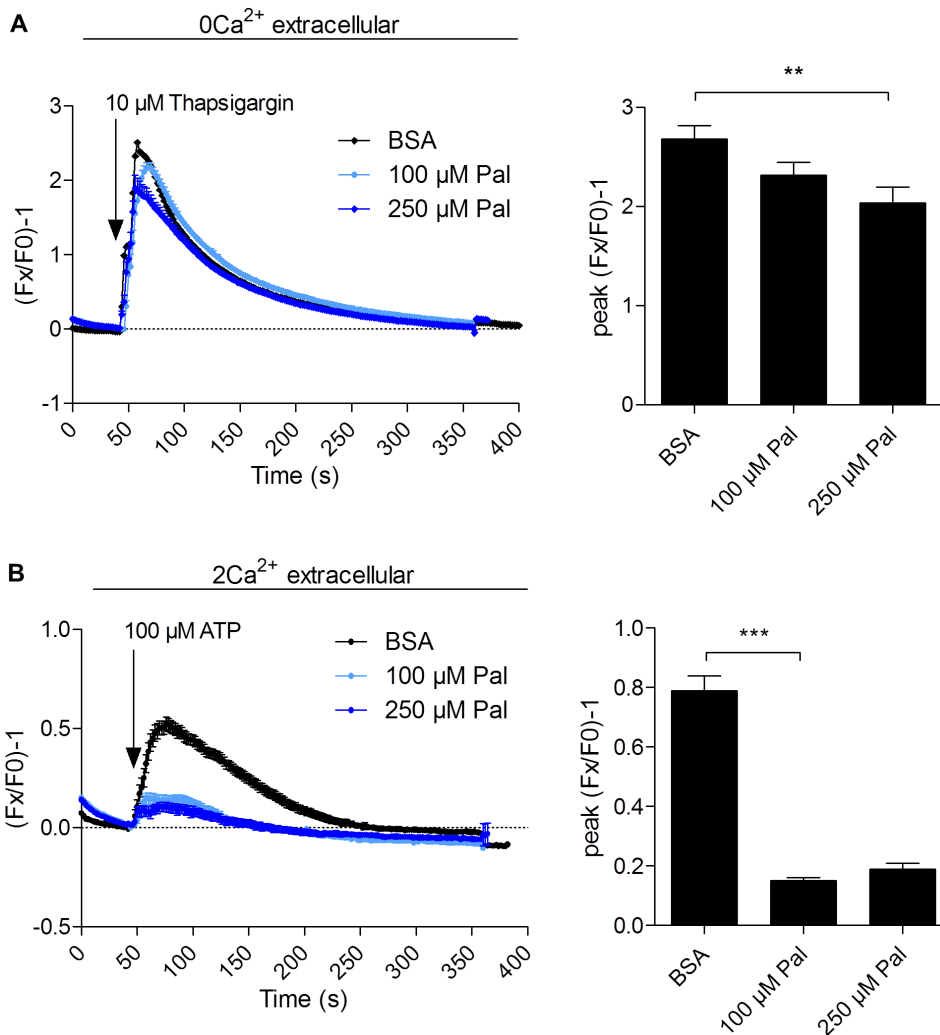 A
0Ca²⁺ extracellular
10 µM Thapsigargin
BSA
100 µM Pal
250 µM Pal
(Fx/F0)-1
3
2
1
0
-1
0
50
100
150
200
250
300
350
400
Time (s)
**
peak (Fx/F0)-1
3
2
1
0
BSA
100 µM Pal
250 µM Pal
B
2Ca²⁺ extracellular
100 µM ATP
BSA
100 µM Pal
250 µM Pal
(Fx/F0)-1
1.0
0.5
0.0
-0.5
0
50
100
150
200
250
300
350
400
Time (s)
***
peak (Fx/F0)-1
1.0
0.8
0.6
0.4
0.2
0.0
BSA
100 µM Pal
250 µM Pal